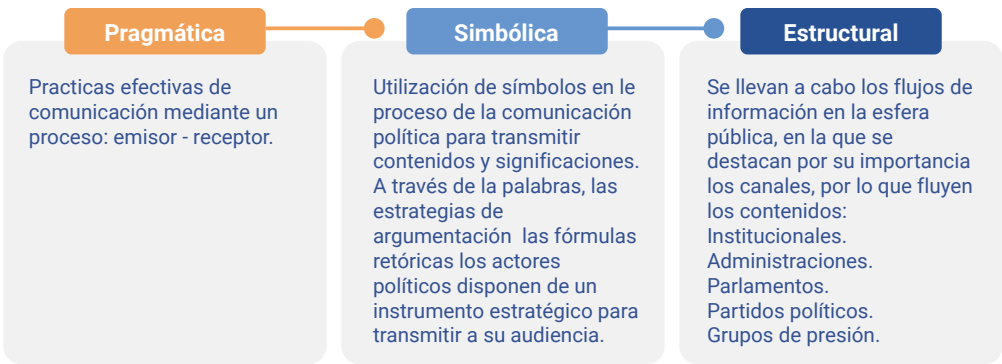 Pragmática
Practicas efectivas de
comunicación mediante un
proceso: emisor - receptor.
Simbólica
Utilización de símbolos en le
proceso de la comunicación
política para transmitir
contenidos y significaciones.
A través de la palabras, las
estrategias de
argumentación  las fórmulas
retóricas los actores
políticos disponen de un
instrumento estratégico para
transmitir a su audiencia.
Estructural
Se llevan a cabo los flujos de
información en la esfera
pública, en la que se
destacan por su importancia
los canales, por lo que fluyen
los contenidos:
Institucionales.
Administraciones.
Parlamentos.
Partidos políticos.
Grupos de presión.